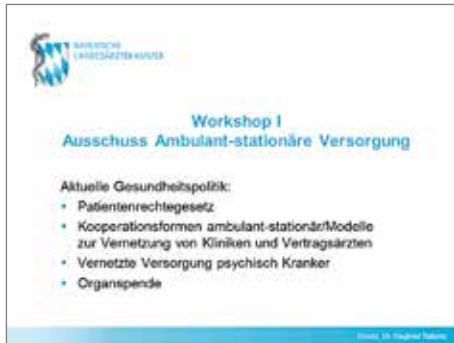 BAYERISCHE
LANDESÄRZTEKAMMER
Workshop I
Ausschuss Ambulant-stationäre Versorgung
Aktuelle Gesundheitspolitik:
• Patientenrechtegesetz
• Kooperationsformen ambulant-stationär/Modelle
zur Vernetzung von Kliniken und Vertragsärzten
• Vernetzte Versorgung psychisch Kranker
• Organspende